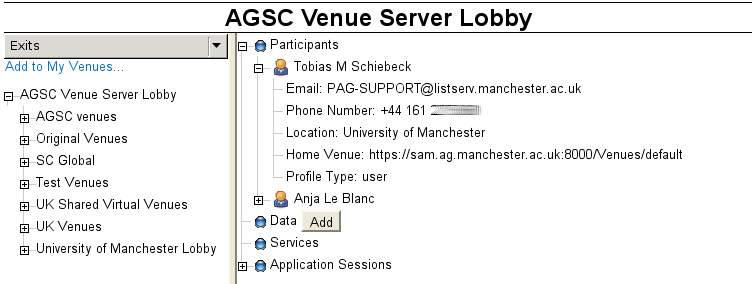 AGSC Venue Server Lobby
Exits
Add to My Venues...
AGSC Venue Server Lobby
AGSC venues
Original Venues
SC Global
Test Venues
UK Shared Virtual Venues
UK Venues
University of Manchester Lobby
Participants
Tobias M Schiebeck
Email: PAG-SUPPORT@listserv.manchester.ac.uk
Phone Number: +44 161
Location: University of Manchester
Home Venue: https://sam.ag.manchester.ac.uk:8000/Venues/default
Profile Type: user
Anja Le Blanc
Data Add
Services
Application Sessions